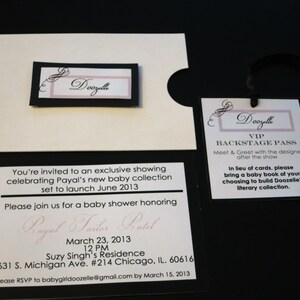 Doozelle
Doozelle
VIP
BACKSTAGE PASS
Meet & Greet with the designer
after the show
In lieu of cards, please
bring a baby book of your
choosing to build Doozelle's
literary collection.
You're invited to an exclusive showing
celebrating Payal's new baby collection
set to launch June 2013
Please join us for a baby shower honoring
Payal Tailor Patel
March 23, 2013
12 PM
Suzy Singh's Residence
531 S. Michigan Ave. #214 Chicago, IL 60616
Please RSVP to babygirldoozelle@gmail.com by March 15, 2013